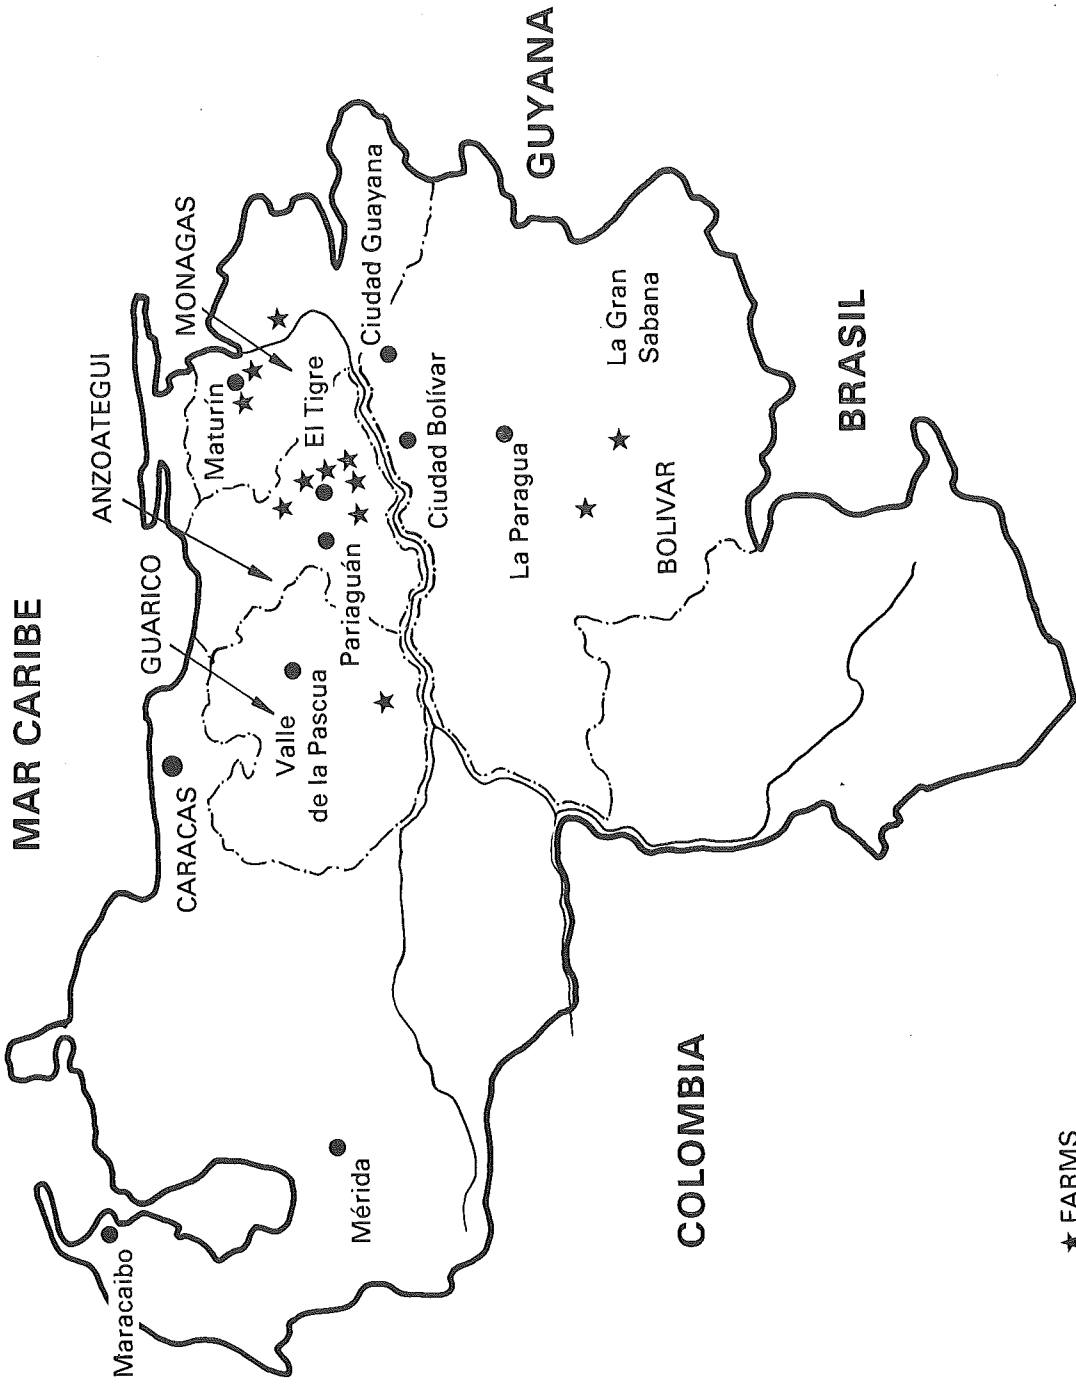 MAR CARIBE
GUARICO
ANZOATEGUI
MONAGAS
Maracaibo
CARACAS
Maturín
El Tigre
Ciudad Guayana
GUYANA
Mérida
Valle
de la Pascua
Pariaguán
Ciudad Bolívar
La Paragua
La Gran
Sabana
BOLIVAR
COLOMBIA
BRASIL
★ FARMS